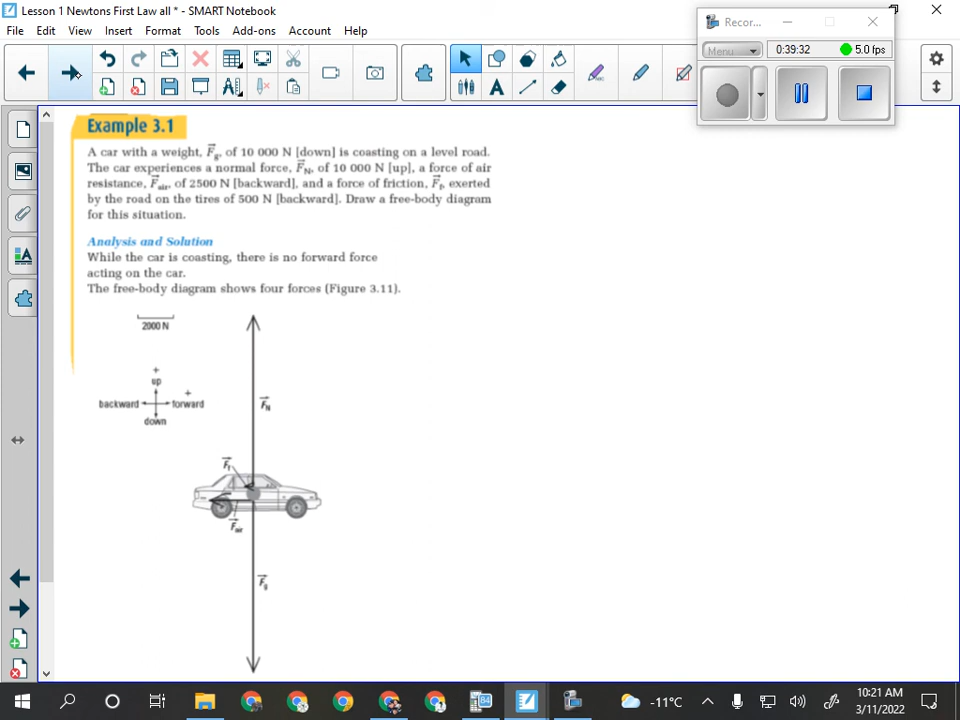 Lesson 1 Newtons First Law all * - SMART Notebook
File Edit View Insert Format Tools Add-ons Account Help
Recor...
Menu
0:39:32
5.0 fps
Example 3.1
A car with a weight, F⃗g, of 10 000 N [down] is coasting on a level road.
The car experiences a normal force, F⃗N, of 10 000 N [up], a force of air
resistance, F⃗air, of 2500 N [backward], and a force of friction, F⃗f, exerted
by the road on the tires of 500 N [backward]. Draw a free-body diagram
for this situation.
Analysis and Solution
While the car is coasting, there is no forward force
acting on the car.
The free-body diagram shows four forces (Figure 3.11).
2000 N
+
up
+
backward forward
down
F⃗N
F⃗f
F⃗air
F⃗g
84
-11°C
10:21 AM
3/11/2022